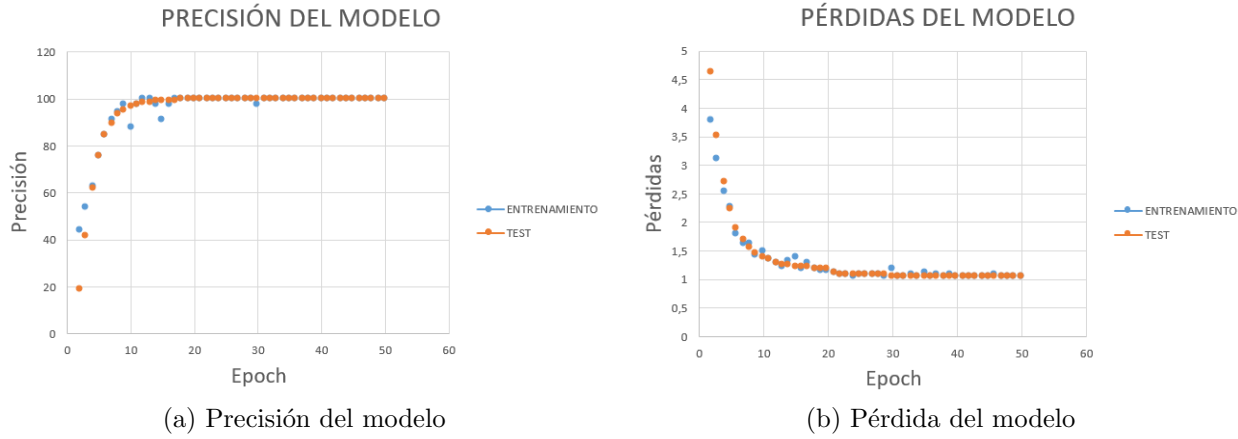 PRECISIÓN DEL MODELO
120
100
80
60
40
20
0
Precisión
0 10 20 30 40 50 60
Epoch
ENTRENAMIENTO
TEST
(a) Precisión del modelo
PÉRDIDAS DEL MODELO
5
4,5
4
3,5
3
2,5
2
1,5
1
0,5
0
Pérdidas
0 10 20 30 40 50 60
Epoch
ENTRENAMIENTO
TEST
(b) Pérdida del modelo